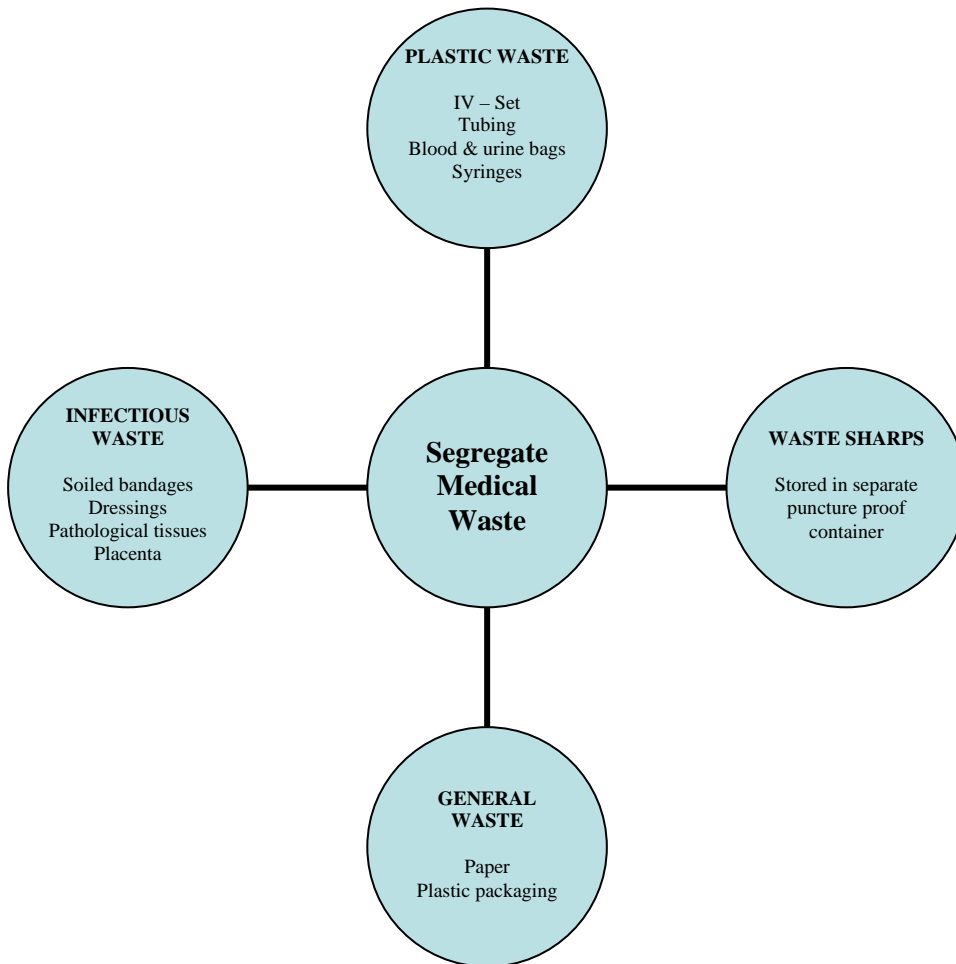 PLASTIC WASTE
IV – Set
Tubing
Blood & urine bags
Syringes
INFECTIOUS
WASTE
Soiled bandages
Dressings
Pathological tissues
Placenta
Segregate
Medical
Waste
WASTE SHARPS
Stored in separate
puncture proof
container
GENERAL
WASTE
Paper
Plastic packaging